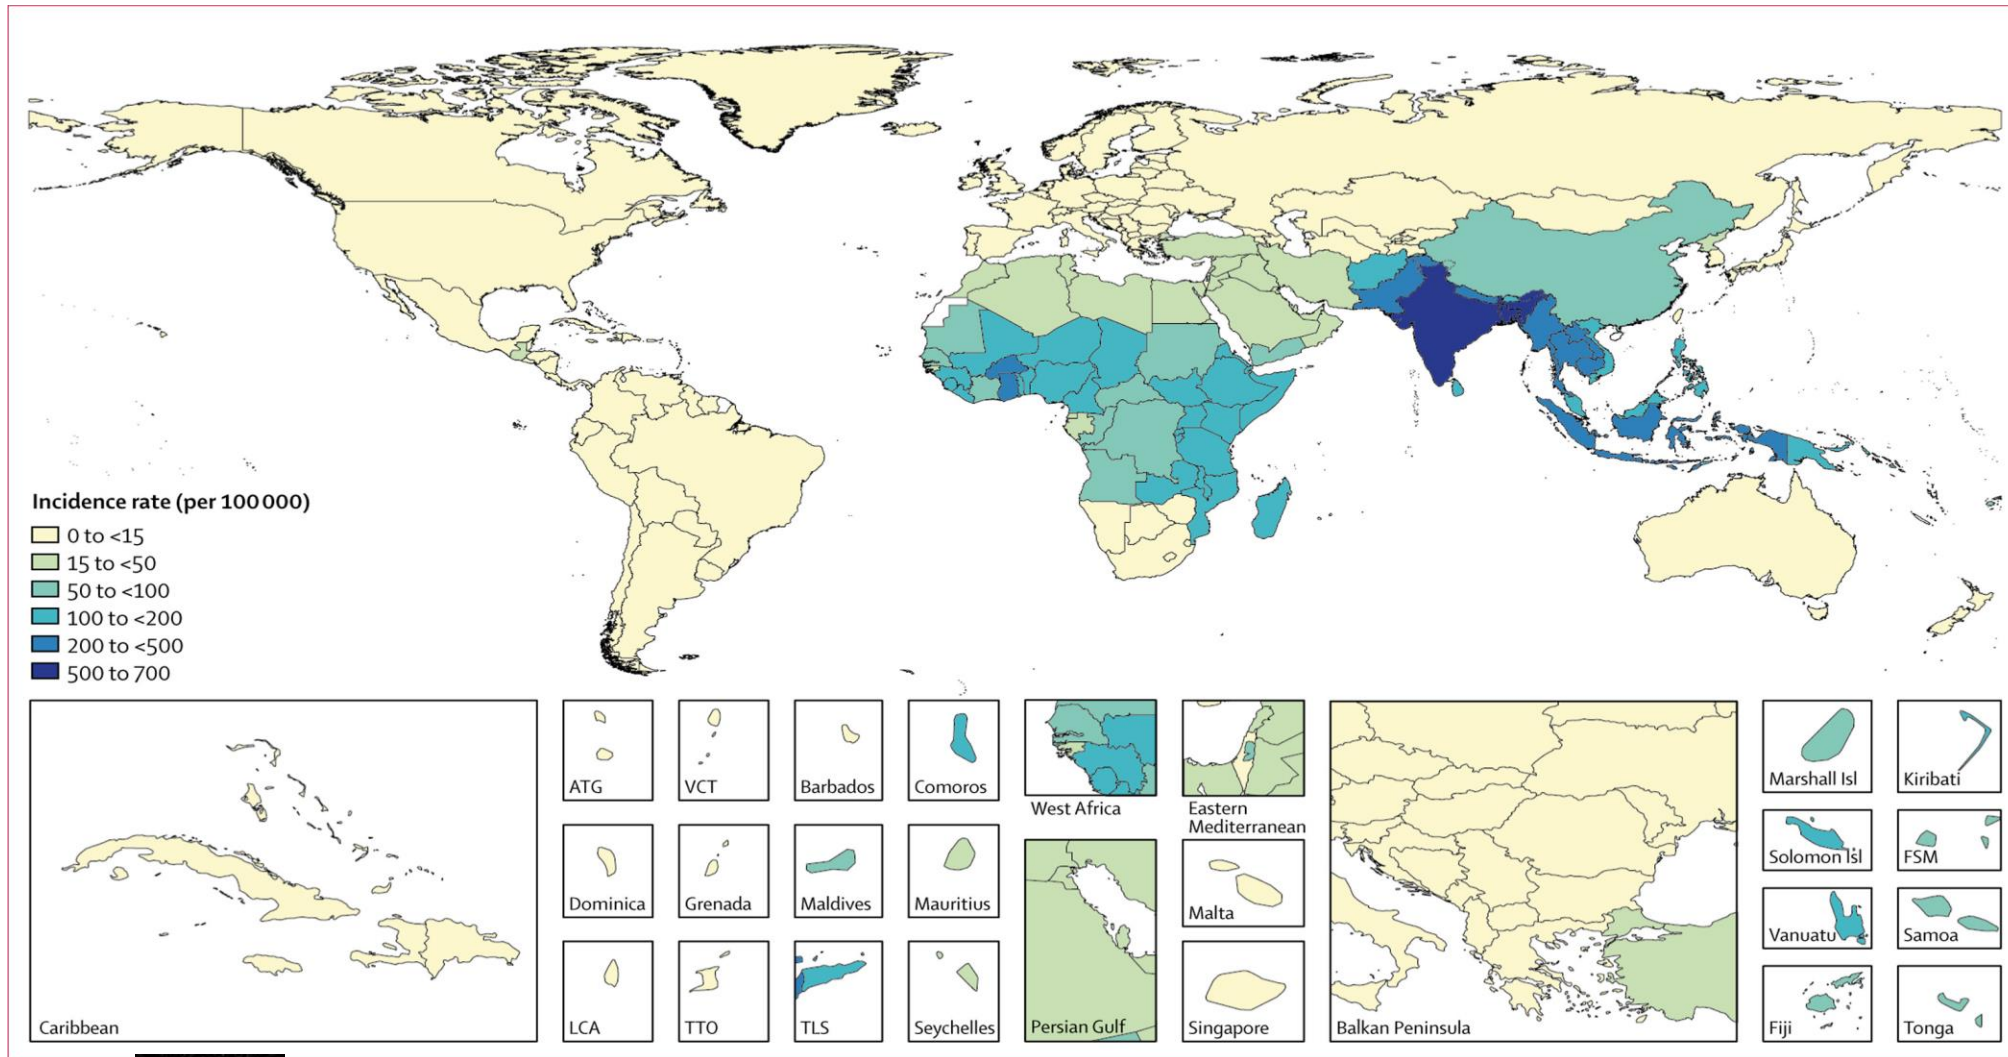 Incidence rate (per 100 000)
0 to <15
15 to <50
50 to <100
100 to <200
200 to <500
500 to 700
Caribbean
ATG
VCT
Barbados
Comoros
Dominica
Grenada
Maldives
Mauritius
LCA
TTO
TLS
Seychelles
West Africa
Persian Gulf
Eastern
Mediterranean
Malta
Singapore
Balkan Peninsula
Marshall Isl
Kiribati
Solomon Isl
FSM
Vanuatu
Samoa
Fiji
Tonga